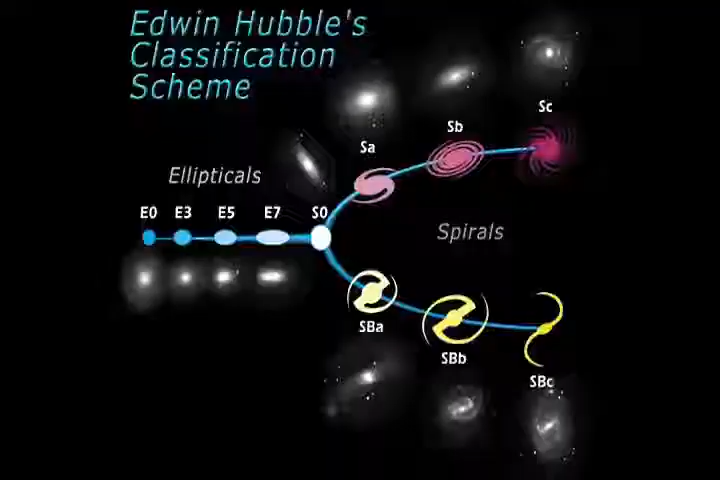 Edwin Hubble's
Classification
Scheme
Sc
Sb
Sa
Ellipticals
E0 E3 E5 E7 S0
Spirals
SBa
SBb
SBc